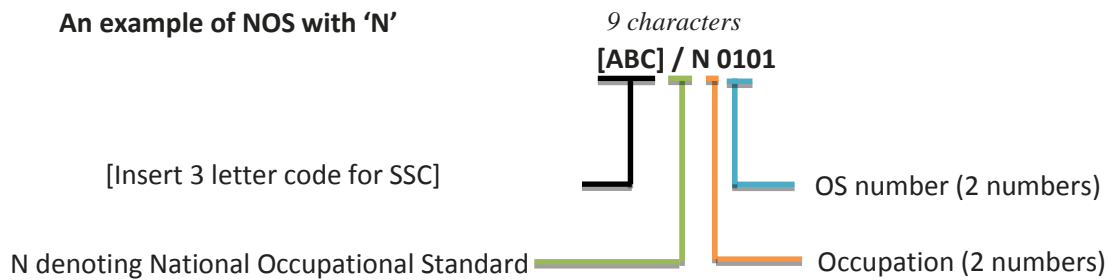 An example of NOS with ‘N’
9 characters
[ABC] / N 0101
[Insert 3 letter code for SSC]
OS number (2 numbers)
N denoting National Occupational Standard
Occupation (2 numbers)